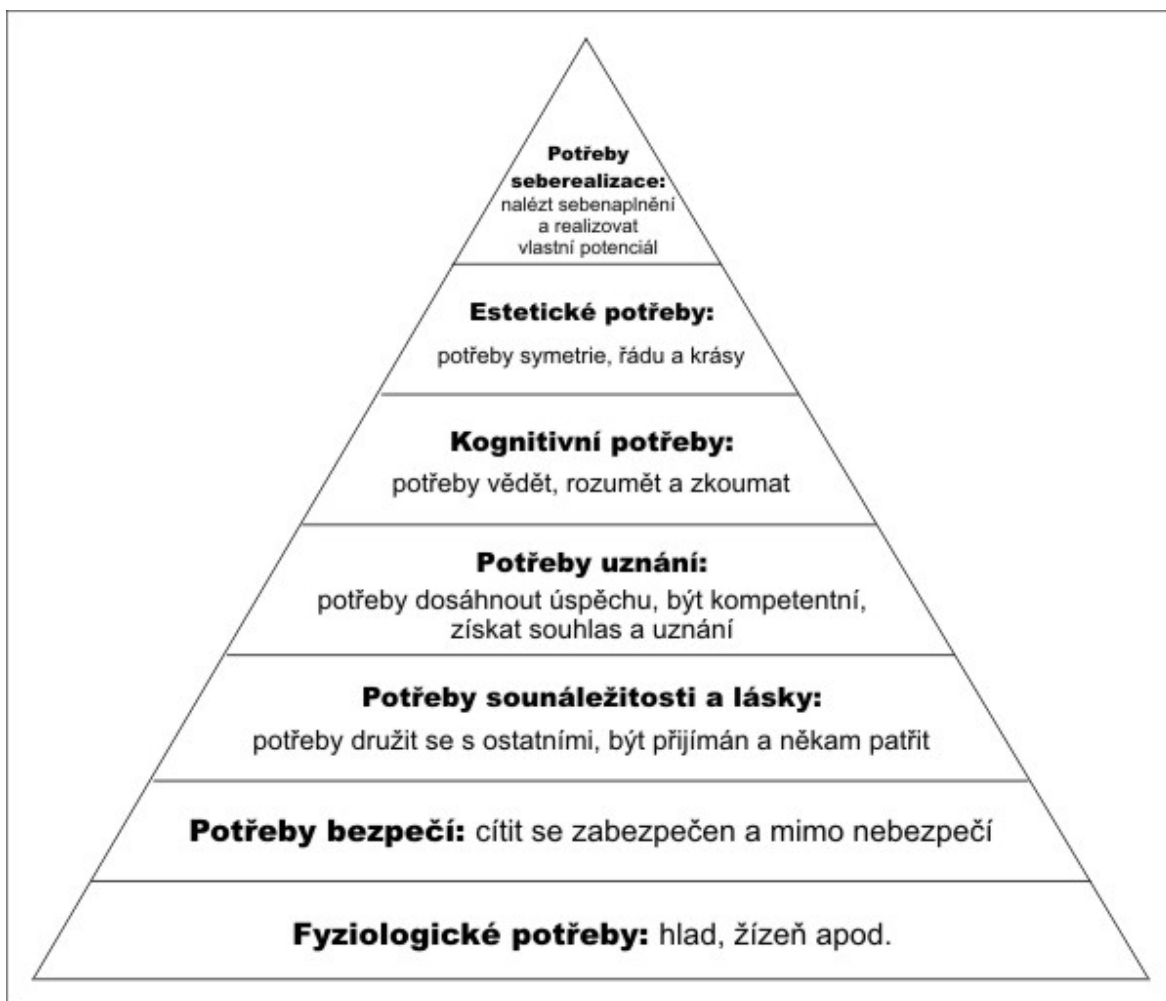 Potřeby
seberealizace:
nalézt sebenaplnění
a realizovat
vlastní potenciál
Estetické potřeby:
potřeby symetrie, řádu a krásy
Kognitivní potřeby:
potřeby vědět, rozumět a zkoumat
Potřeby uznání:
potřeby dosáhnout úspěchu, být kompetentní,
získat souhlas a uznání
Potřeby sounáležitosti a lásky:
potřeby družit se s ostatními, být přijímán a někam patřit
Potřeby bezpečí: cítit se zabezpečen a mimo nebezpečí
Fyziologické potřeby: hlad, žízeň apod.